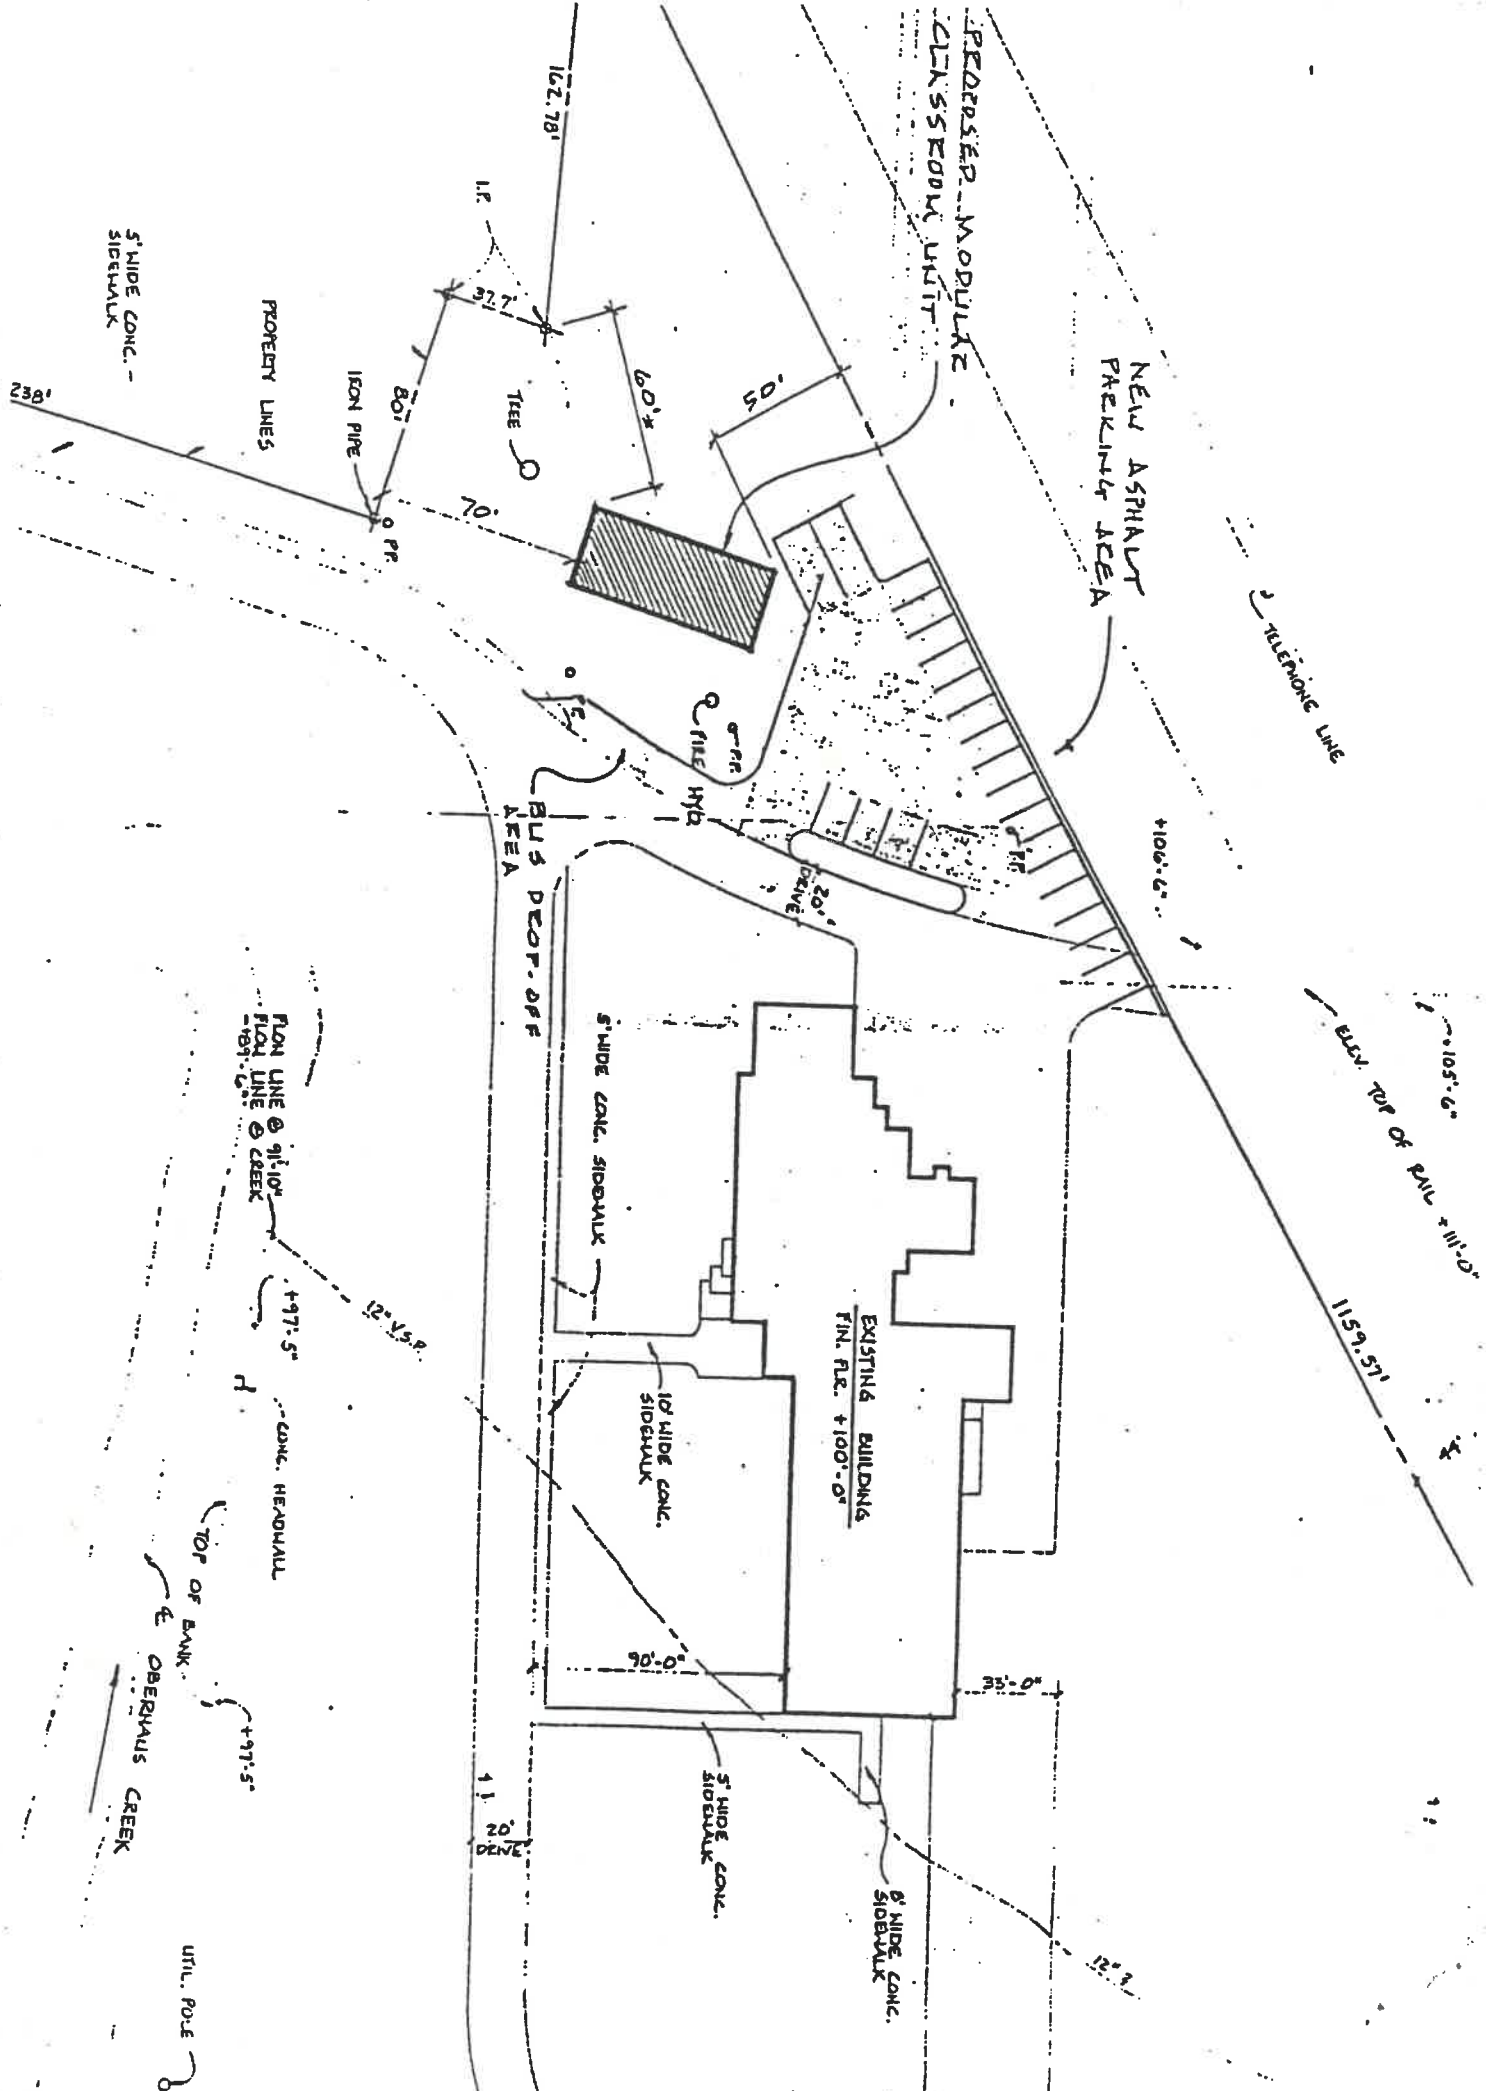 PROPOSED MODULAR
CLASSROOM UNIT
NEW ASPHALT
PARKING AREA
TELEPHONE LINE
+106'-6"
+105'-6"
ELEV. TOP OF RAIL +111'-0"
1159.57'
162.78'
I.P.
37.7'
60'*
50'
80'
TREE
70'
IRON PIPE
P.P.
PROPERTY LINES
5' WIDE CONC.
SIDEWALK
238'
P.P.
FIRE HYD
P.P.
20'
DRIVE
BUS DROP-OFF
AREA
5' WIDE CONC. SIDEWALK
EXISTING BUILDING
FIN. FLR. +100'-0"
10' WIDE CONC.
SIDEWALK
90'-0"
33'-0"
5' WIDE CONC.
SIDEWALK
8' WIDE CONC.
SIDEWALK
20'
DRIVE
12" V.S.P.
12"
FLOW LINE @ 91'-10"
FLOW LINE @ CREEK
+97'-5"
CONC. HEADWALL
TOP OF BANK
+97'-5"
℄ OBERHAUS CREEK
UTIL. POLE